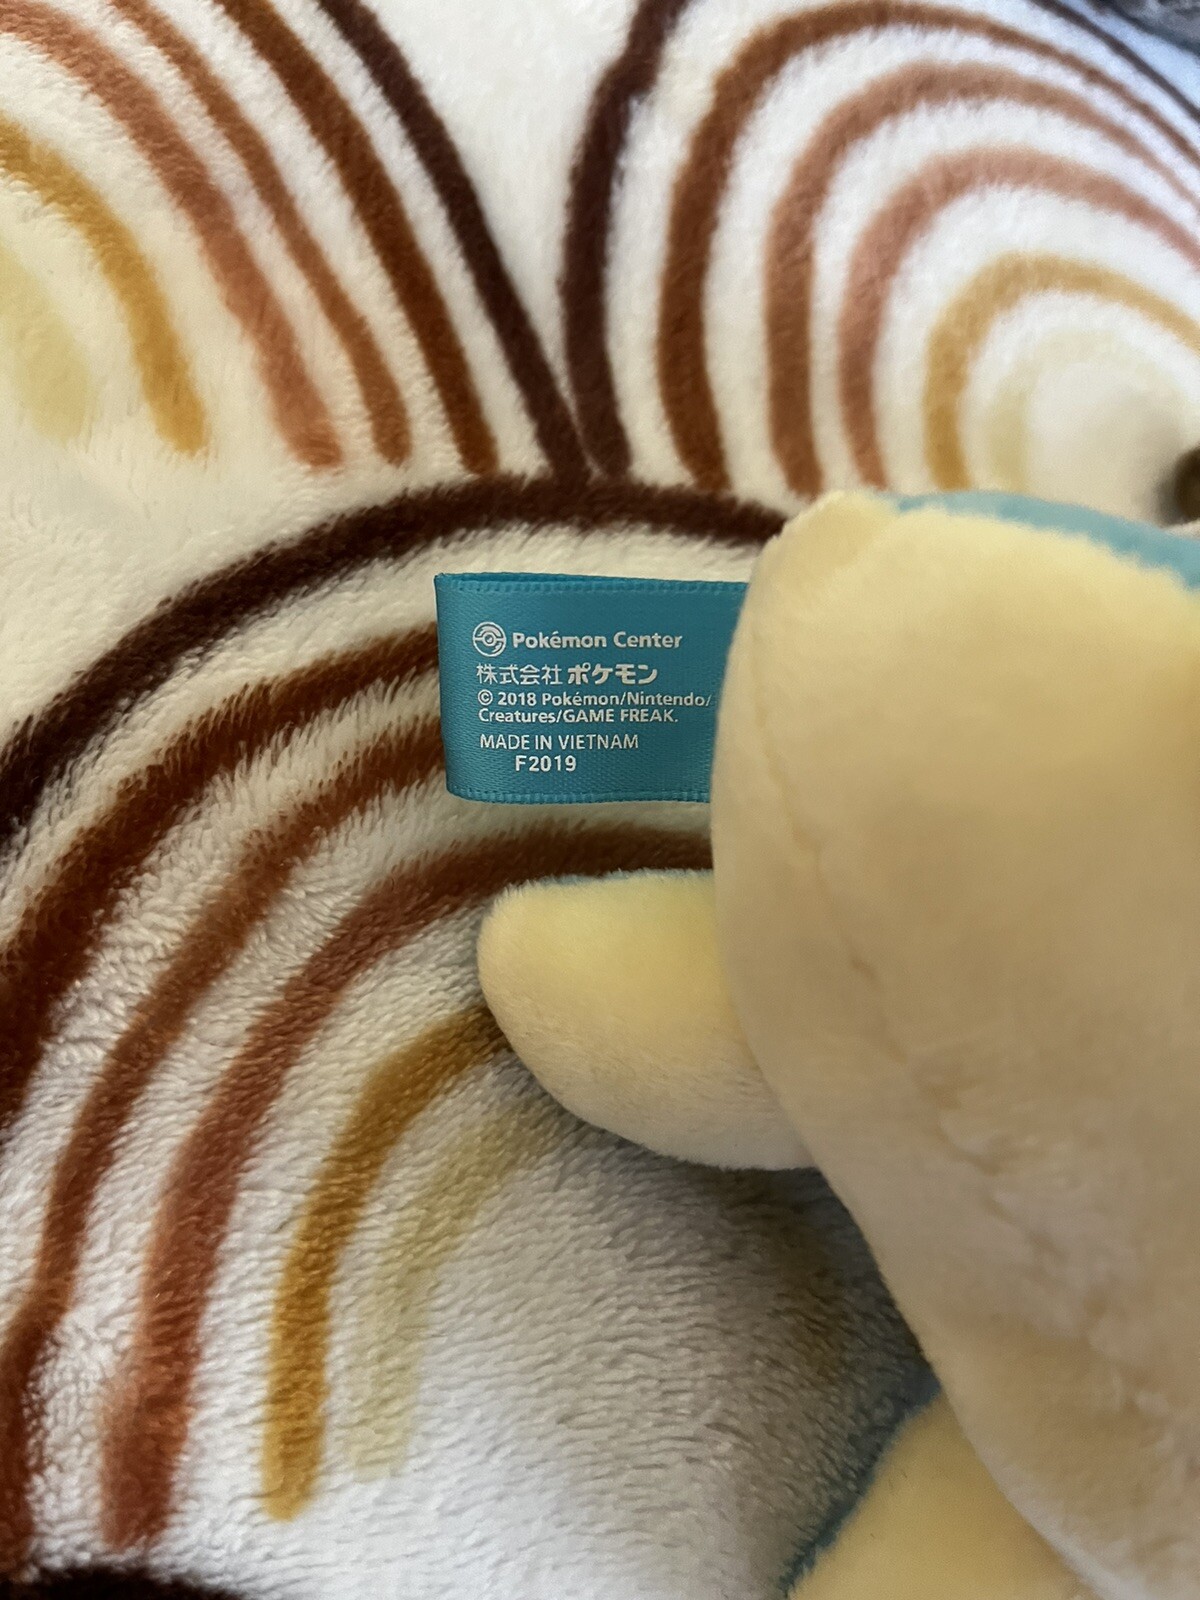 Pokémon Center
株式会社ポケモン
© 2018 Pokémon/Nintendo/
Creatures/GAME FREAK.
MADE IN VIETNAM
F2019